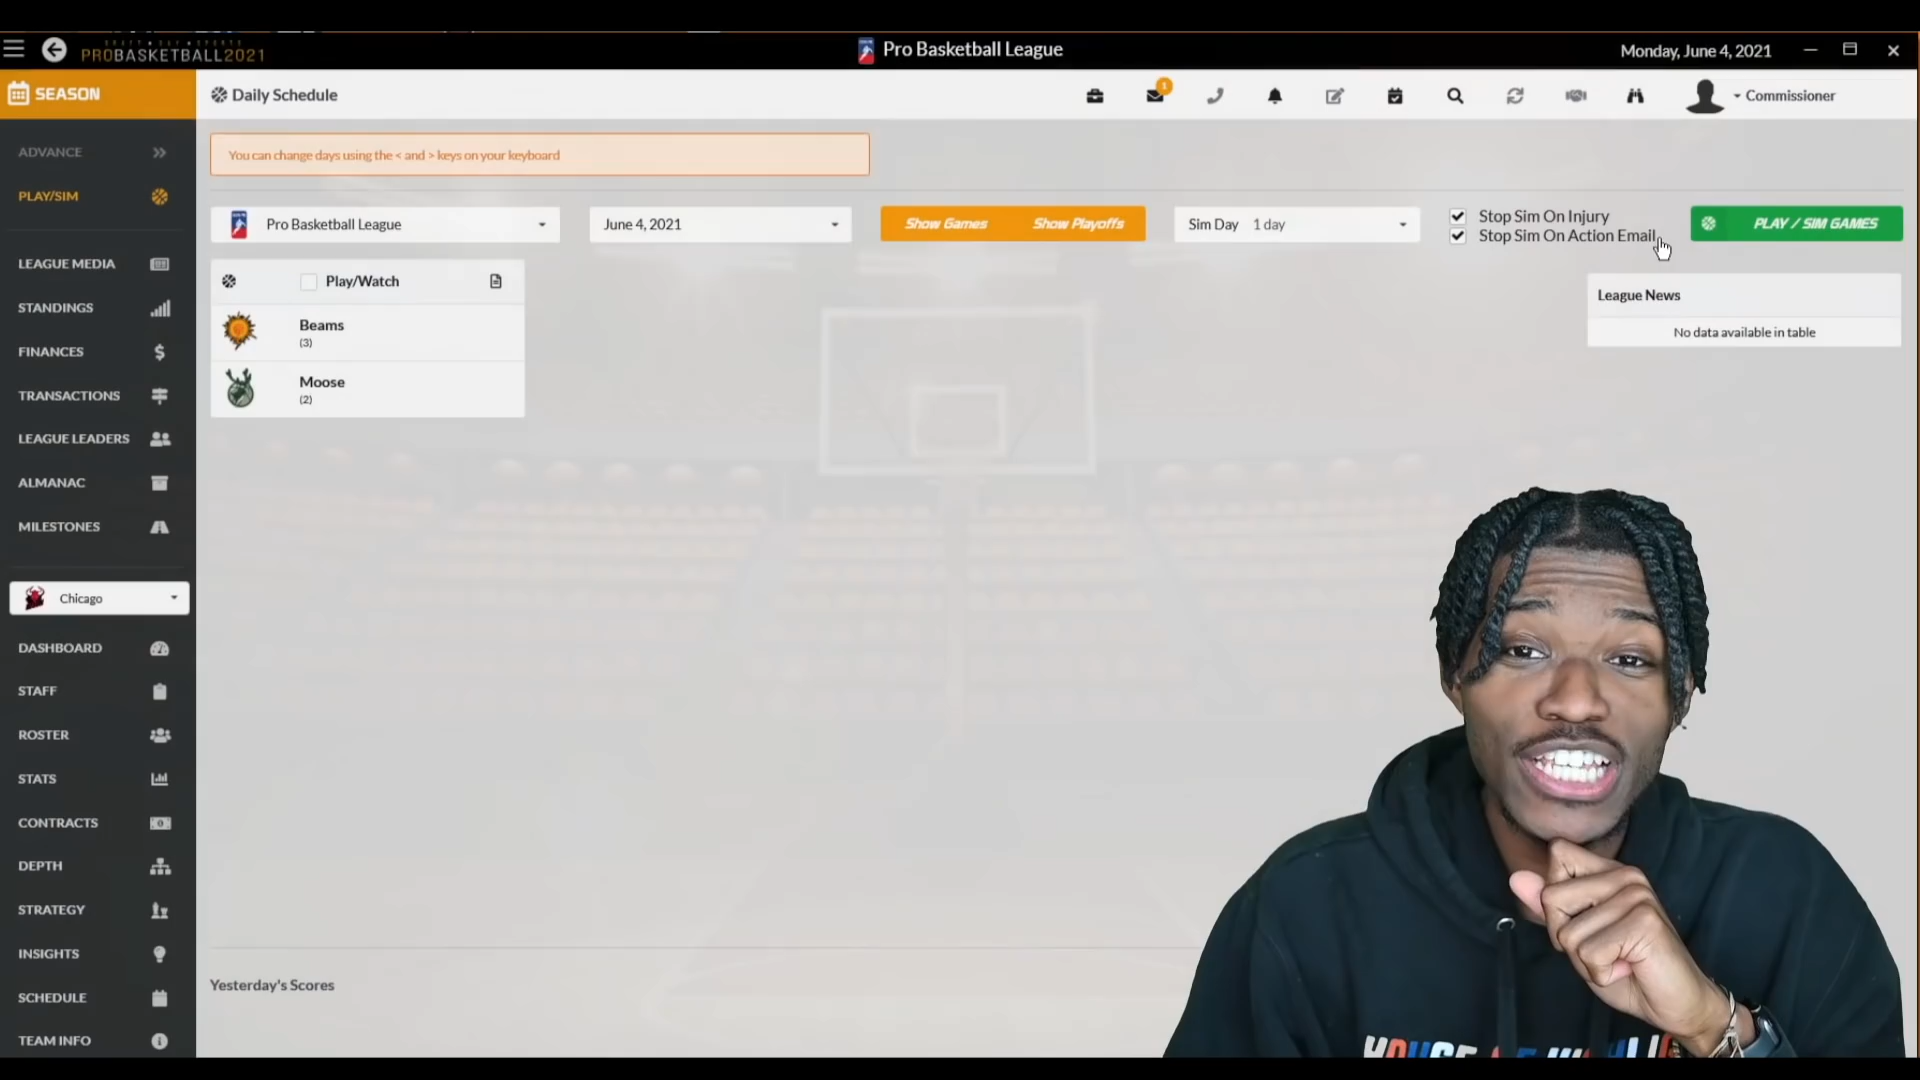 DRAFT DAY SPORTS
PROBASKETBALL2021
Pro Basketball League
Monday, June 4, 2021
SEASON
Daily Schedule
1
Commissioner
ADVANCE
You can change days using the < and > keys on your keyboard
PLAY/SIM
Pro Basketball League
June 4, 2021
Show Games
Show Playoffs
Sim Day 1 day
Stop Sim On Injury
Stop Sim On Action Email
PLAY / SIM GAMES
LEAGUE MEDIA
Play/Watch
League News
STANDINGS
Beams
(3)
No data available in table
FINANCES
Moose
(2)
TRANSACTIONS
LEAGUE LEADERS
ALMANAC
MILESTONES
Chicago
DASHBOARD
STAFF
ROSTER
STATS
CONTRACTS
DEPTH
STRATEGY
INSIGHTS
Yesterday's Scores
SCHEDULE
TEAM INFO